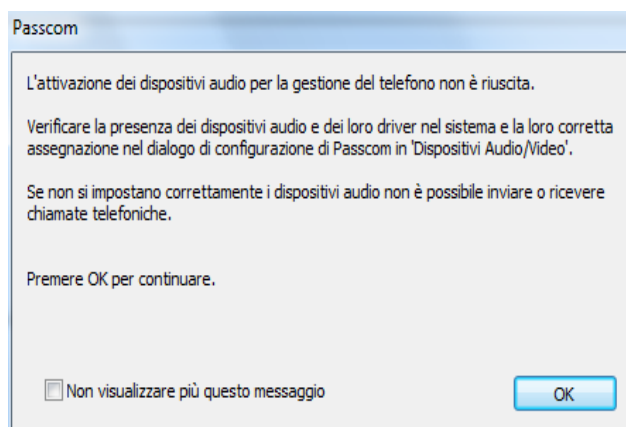 Passcom
L'attivazione dei dispositivi audio per la gestione del telefono non è riuscita.
Verificare la presenza dei dispositivi audio e dei loro driver nel sistema e la loro corretta
assegnazione nel dialogo di configurazione di Passcom in 'Dispositivi Audio/Video'.
Se non si impostano correttamente i dispositivi audio non è possibile inviare o ricevere
chiamate telefoniche.
Premere OK per continuare.
Non visualizzare più questo messaggio
OK